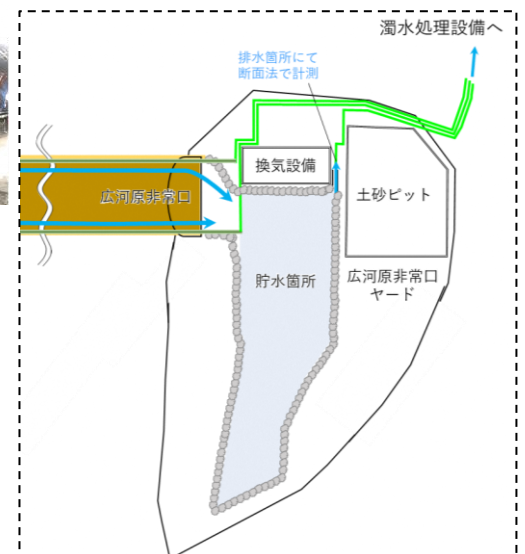 濁水処理設備へ
排水箇所にて
断面法で計測
換気設備
土砂ピット
広河原非常口
貯水箇所
広河原非常口
ヤード